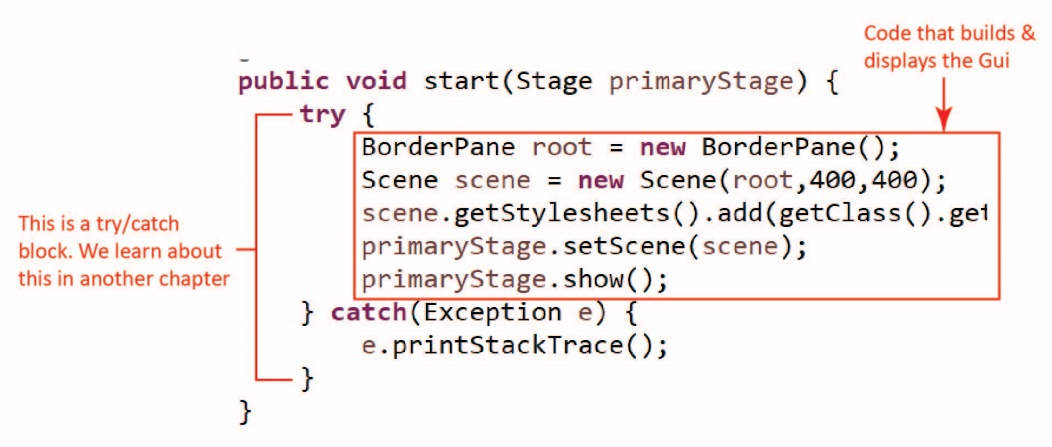 Code that builds &
displays the Gui
public void start(Stage primaryStage) {
try {
BorderPane root = new BorderPane();
Scene scene = new Scene(root,400,400);
scene.getStylesheets().add(getClass().get
primaryStage.setScene(scene);
primaryStage.show();
} catch(Exception e) {
e.printStackTrace();
}
}
This is a try/catch
block. We learn about
this in another chapter